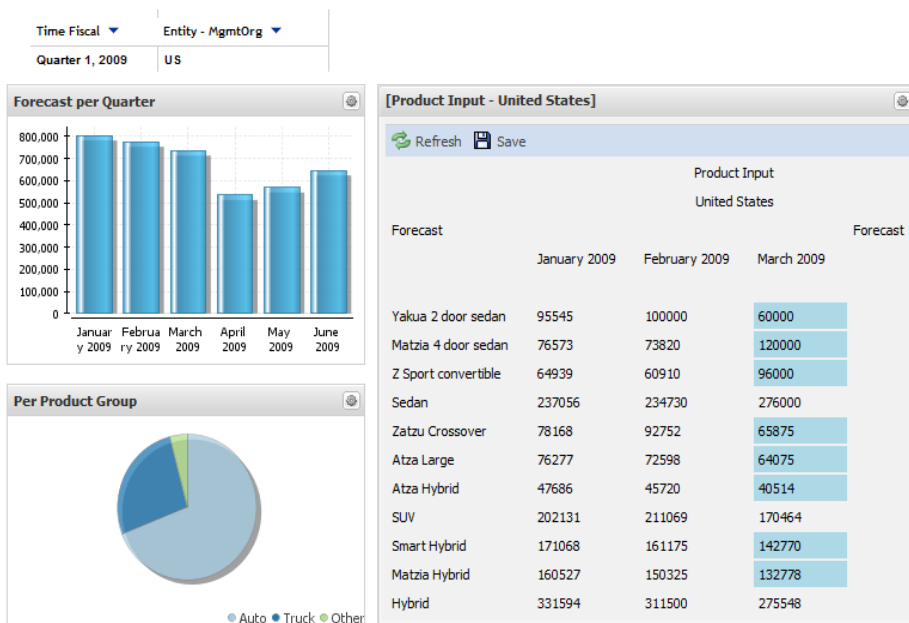 Time Fiscal Entity - MgmtOrg
Quarter 1, 2009 US
Forecast per Quarter
800,000
700,000
600,000
500,000
400,000
300,000
200,000
100,000
0
Januar Februa March April May June
y 2009 ry 2009 2009 2009 2009 2009
Per Product Group
Auto Truck Other
[Product Input - United States]
Refresh Save
Product Input
United States
Forecast Forecast
January 2009 February 2009 March 2009
Yakua 2 door sedan 95545 100000 60000
Matzia 4 door sedan 76573 73820 120000
Z Sport convertible 64939 60910 96000
Sedan 237056 234730 276000
Zatzu Crossover 78168 92752 65875
Atza Large 76277 72598 64075
Atza Hybrid 47686 45720 40514
SUV 202131 211069 170464
Smart Hybrid 171068 161175 142770
Matzia Hybrid 160527 150325 132778
Hybrid 331594 311500 275548